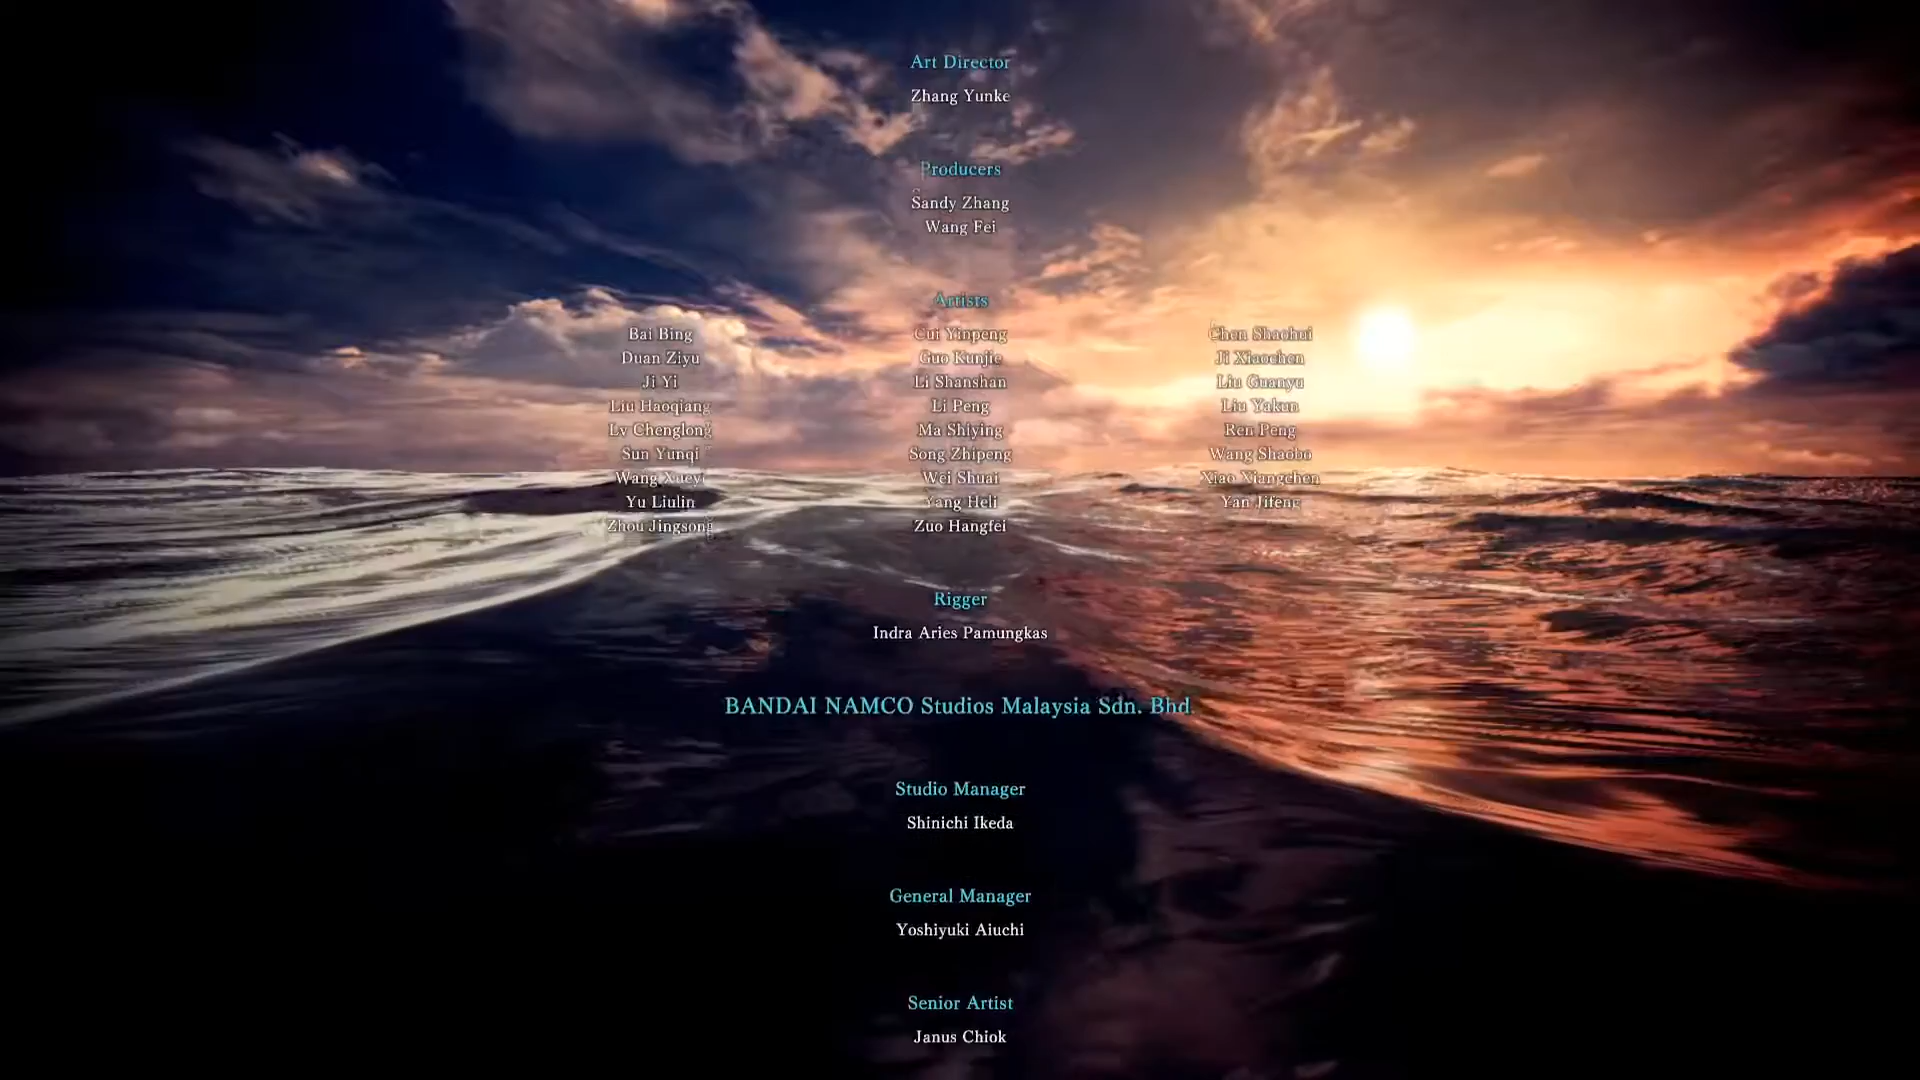 Art Director
Zhang Yunke
Producers
Sandy Zhang
Wang Fei
Artists
Bai Bing Cui Yinpeng Chen Shaohui
Duan Ziyu Guo Kunjie Ji Xiaochen
Ji Yi Li Shanshan Liu Guanyu
Liu Haoqiang Li Peng Liu Yakun
Lv Chenglong Ma Shiying Ren Peng
Sun Yunqi Song Zhipeng Wang Shaobo
Wang Xueyi Wei Shuai Xiao Xiangchen
Yu Liulin Yang Heli Yan Jifeng
Zhou Jingsong Zuo Hangfei
Rigger
Indra Aries Pamungkas
BANDAI NAMCO Studios Malaysia Sdn. Bhd.
Studio Manager
Shinichi Ikeda
General Manager
Yoshiyuki Aiuchi
Senior Artist
Janus Chiok